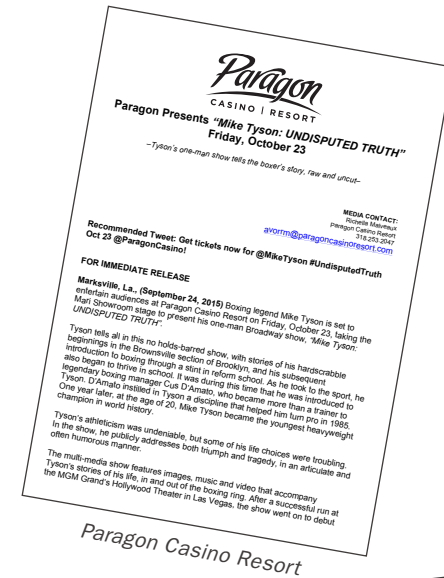 Paragon
CASINO | RESORT
Paragon Presents “Mike Tyson: UNDISPUTED TRUTH”
Friday, October 23
–Tyson's one-man show tells the boxer's story, raw and uncut–
MEDIA CONTACT:
Richelle
Paragon Casino Resort
318.253.2047
avorrm@paragoncasinoresort.com
Recommended Tweet: Get tickets now for @MikeTyson #UndisputedTruth
Oct 23 @ParagonCasino!
FOR IMMEDIATE RELEASE
Marksville, La., (September 24, 2015) Boxing legend Mike Tyson is set to
entertain audiences at Paragon Casino Resort on Friday, October 23, taking the
Mari Showroom stage to present his one-man Broadway show, “Mike Tyson:
UNDISPUTED TRUTH”.
Tyson tells all in this no holds-barred show, with stories of his hardscrabble
beginnings in the Brownsville section of Brooklyn, and his subsequent
introduction to boxing through a stint in reform school. As he took to the sport, he
also began to thrive in school. It was during this time that he was introduced to
legendary boxing manager Cus D'Amato, who became more than a trainer to
Tyson. D'Amato instilled in Tyson a discipline that helped him turn pro in 1985.
One year later, at the age of 20, Mike Tyson became the youngest heavyweight
champion in world history.
Tyson's athleticism was undeniable, but some of his life choices were troubling.
In the show, he publicly addresses both triumph and tragedy, in an articulate and
often humorous manner.
The multi-media show features images, music and video that accompany
Tyson's stories of his life, in and out of the boxing ring. After a successful run at
the MGM Grand's Hollywood Theater in Las Vegas, the show went on to debut
Paragon Casino Resort